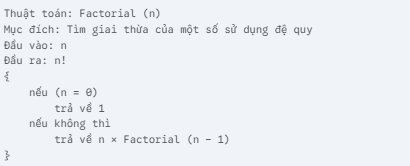 Thuật toán: Factorial (n)
Mục đích: Tìm giai thừa của một số sử dụng đệ quy
Đầu vào: n
Đầu ra: n!
{
    nếu (n = 0)
        trả về 1
    nếu không thì
        trả về n × Factorial (n – 1)
}